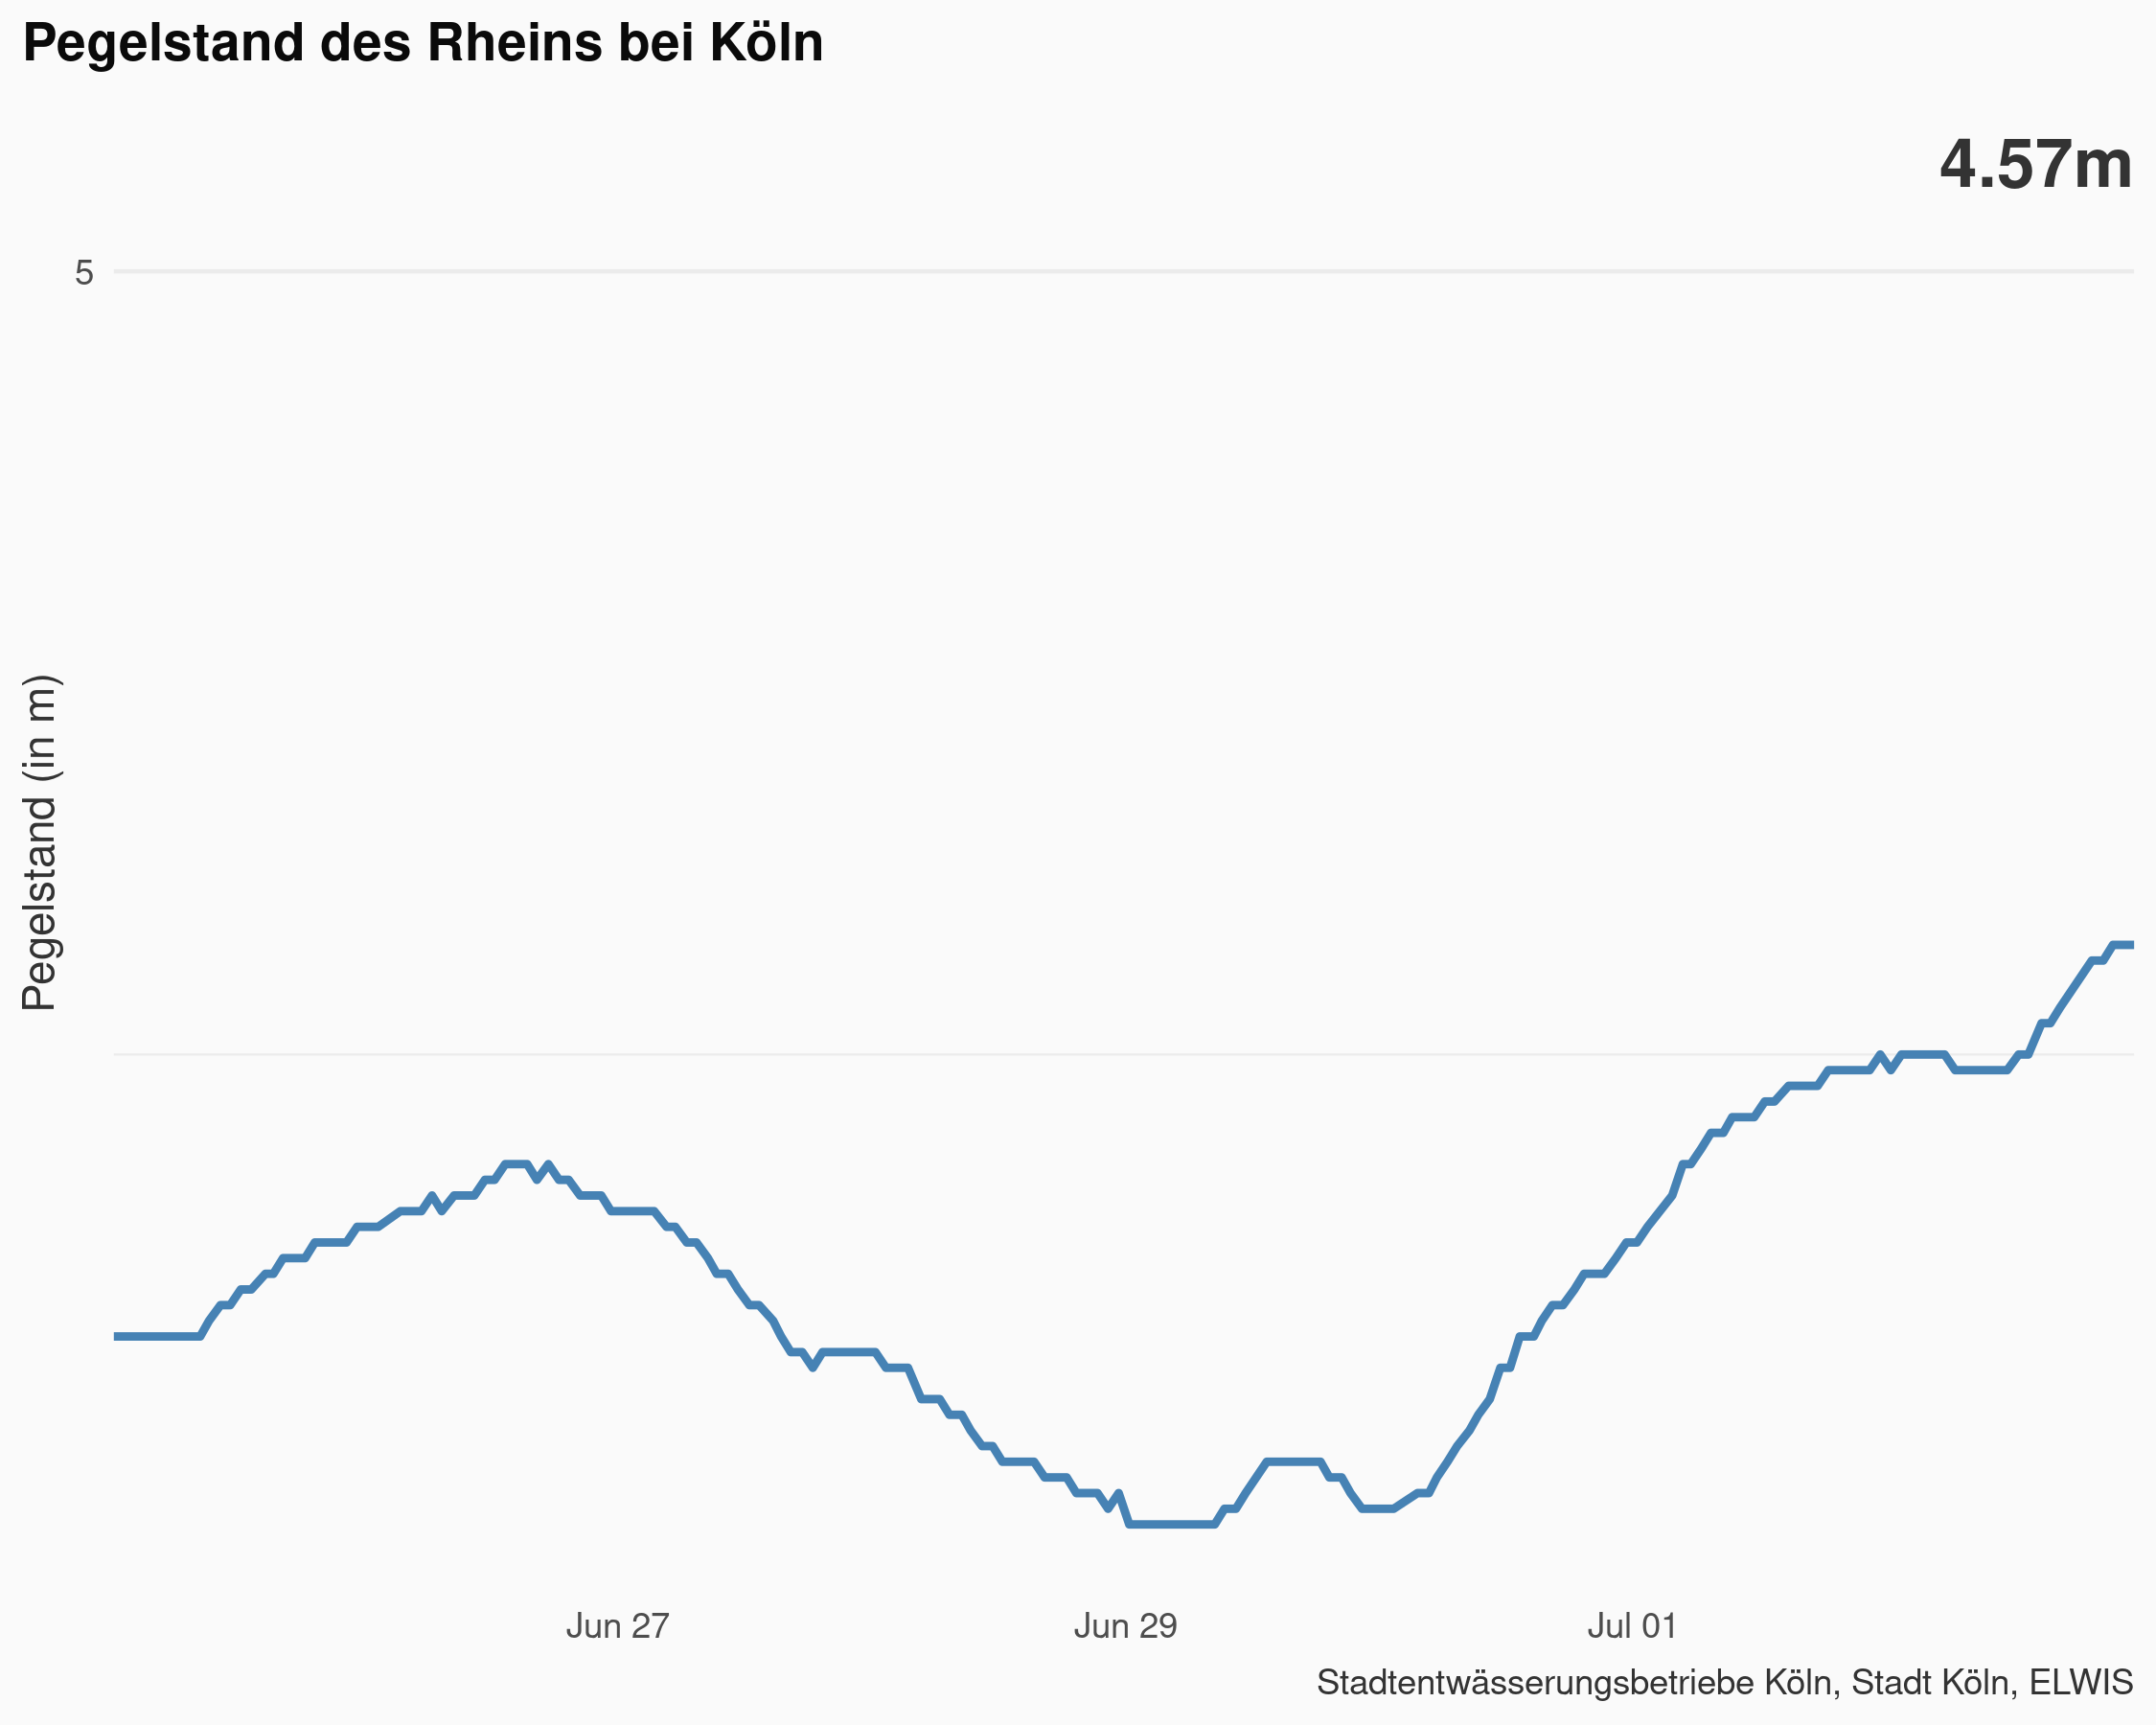 Pegelstand des Rheins bei Köln
4.57m
5
Pegelstand (in m)
Jun 27
Jun 29
Jul 01
Stadtentwässerungsbetriebe Köln, Stadt Köln, ELWIS